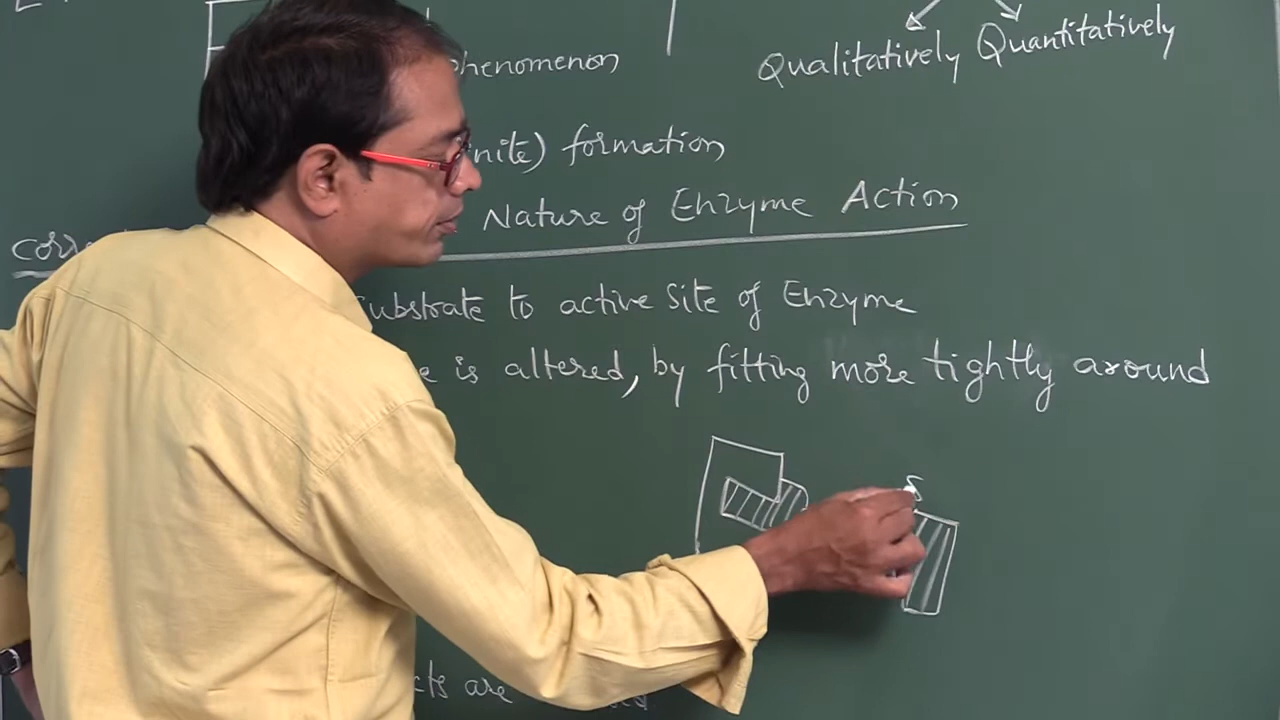 Qualitatively Quantitatively
phenomenon
nite) formation
Nature of Enzyme Action
ubstrate to active Site of Enzyme
e is altered, by fitting more tightly around
S
cts are